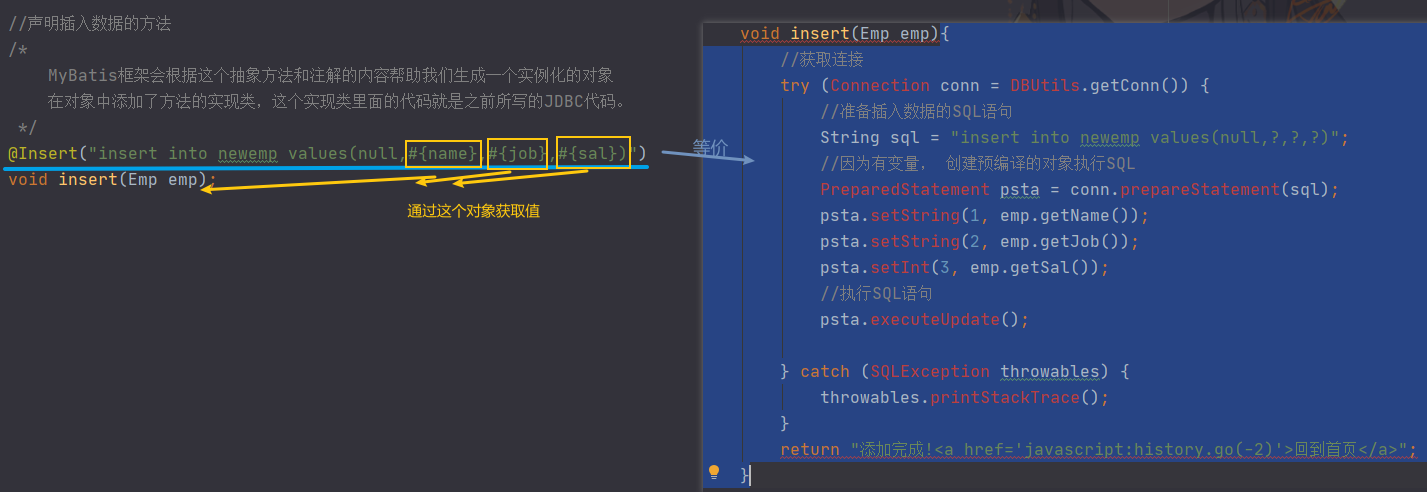 //声明插入数据的方法
/*
MyBatis框架会根据这个抽象方法和注解的内容帮助我们生成一个实例化的对象
在对象中添加了方法的实现类，这个实现类里面的代码就是之前所写的JDBC代码。
*/
@Insert("insert into newemp values(null,#{name},#{job},#{sal})")
void insert(Emp emp);
通过这个对象获取值
等价
void insert(Emp emp){
//获取连接
try (Connection conn = DBUtils.getConn()) {
//准备插入数据的SQL语句
String sql = "insert into newemp values(null,?,?,?)";
//因为有变量， 创建预编译的对象执行SQL
PreparedStatement psta = conn.prepareStatement(sql);
psta.setString(1, emp.getName());
psta.setString(2, emp.getJob());
psta.setInt(3, emp.getSal());
//执行SQL语句
psta.executeUpdate();
} catch (SQLException throwables) {
throwables.printStackTrace();
}
return "添加完成!<a href='javascript:history.go(-2)'>回到首页</a>";
}